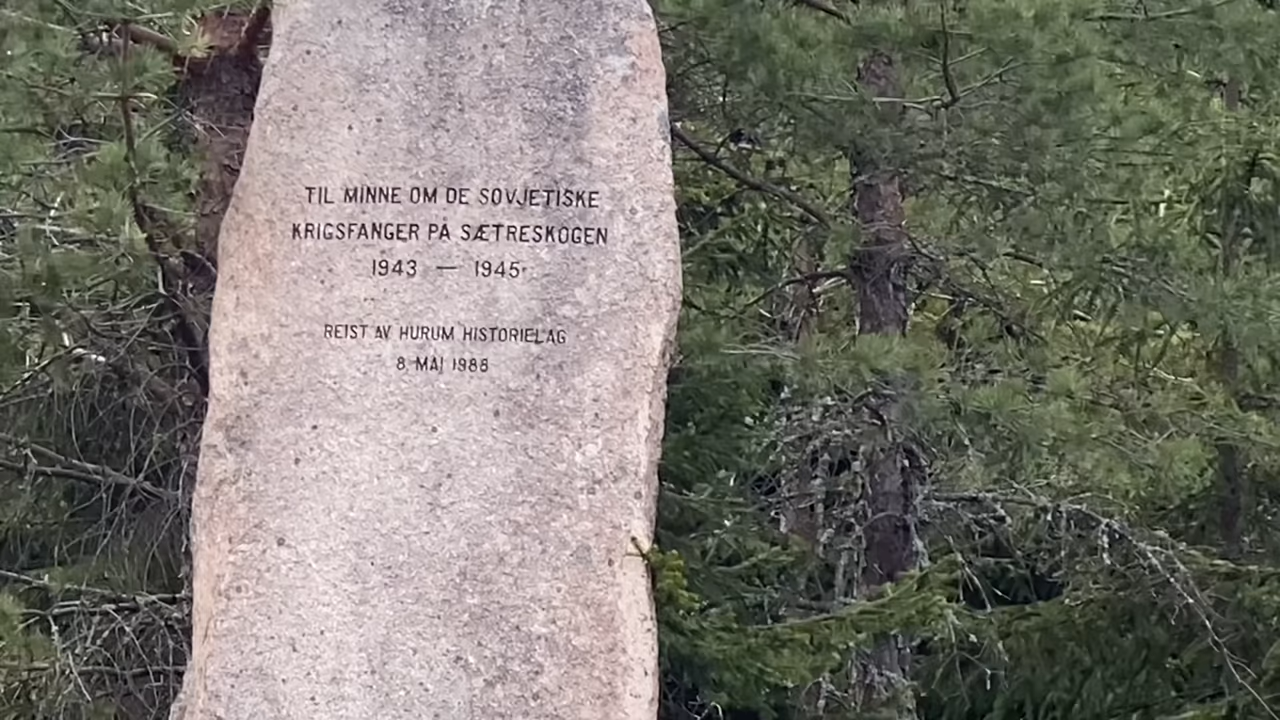 TIL MINNE OM DE SOVJETISKE
KRIGSFANGER PÅ SÆTRESKOGEN
1943 — 1945
REIST AV HURUM HISTORIELAG
8 MAI 1988